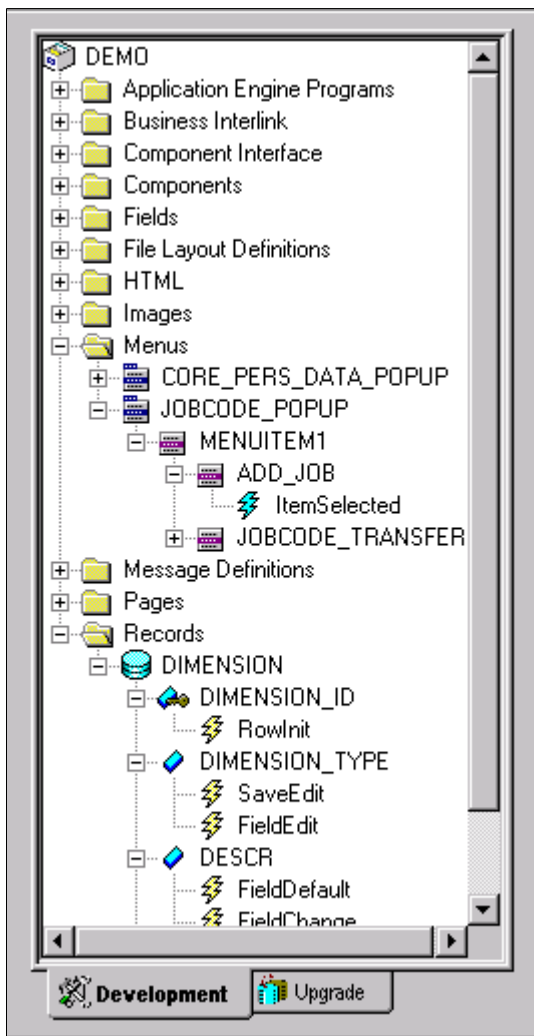 DEMO
Application Engine Programs
Business Interlink
Component Interface
Components
Fields
File Layout Definitions
HTML
Images
Menus
CORE_PERS_DATA_POPUP
JOBCODE_POPUP
MENUITEM1
ADD_JOB
ItemSelected
JOBCODE_TRANSFER
Message Definitions
Pages
Records
DIMENSION
DIMENSION_ID
RowInit
DIMENSION_TYPE
SaveEdit
FieldEdit
DESCR
FieldDefault
FieldChange
Development Upgrade